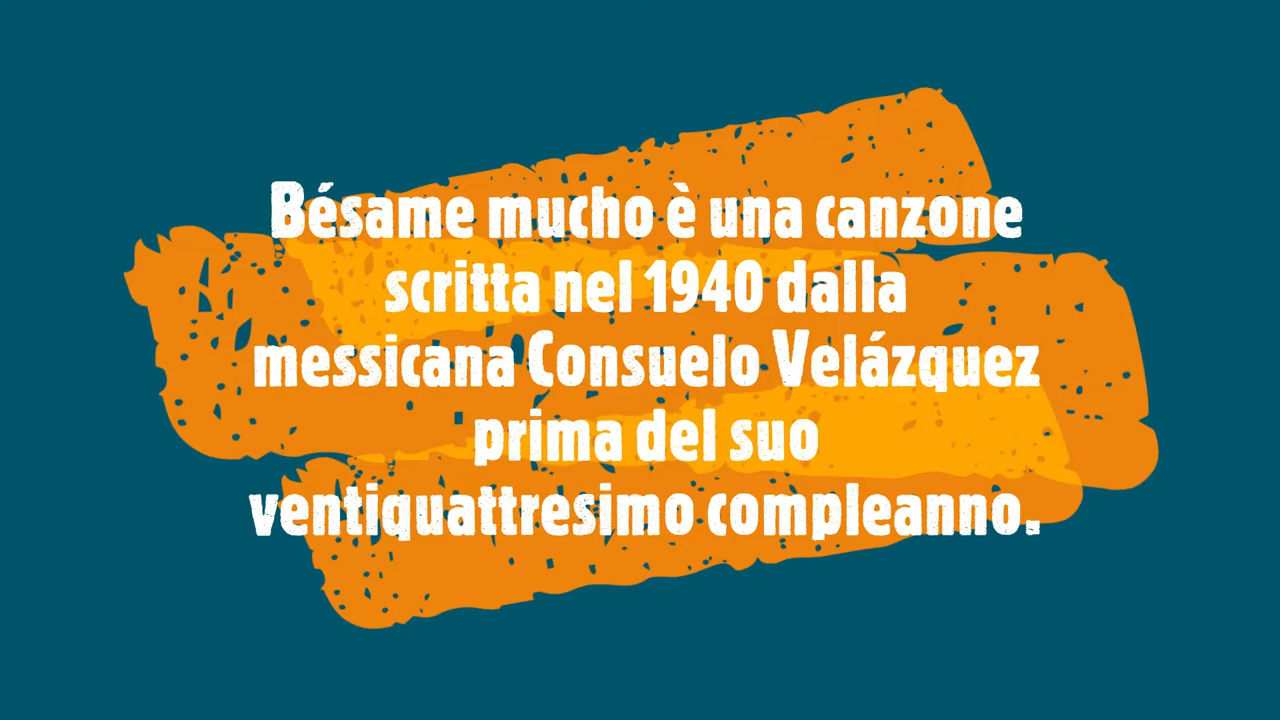 Bésame mucho è una canzone
scritta nel 1940 dalla
messicana Consuelo Velázquez
prima del suo
ventiquattresimo compleanno.